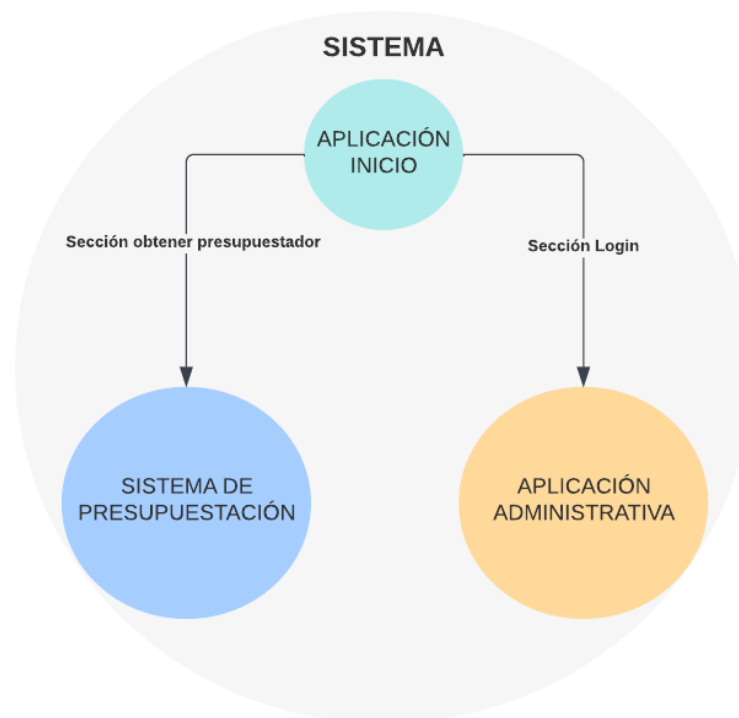 SISTEMA
APLICACIÓN
INICIO
Sección obtener presupuestador
Sección Login
SISTEMA DE
PRESUPUESTACIÓN
APLICACIÓN
ADMINISTRATIVA